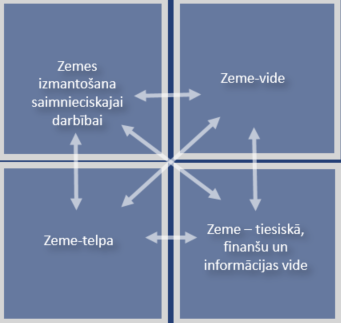 Zemes
izmantošana
saimnieciskajai
darbībai
Zeme-vide
Zeme-telpa
Zeme – tiesiskā,
finanšu un
informācijas vide